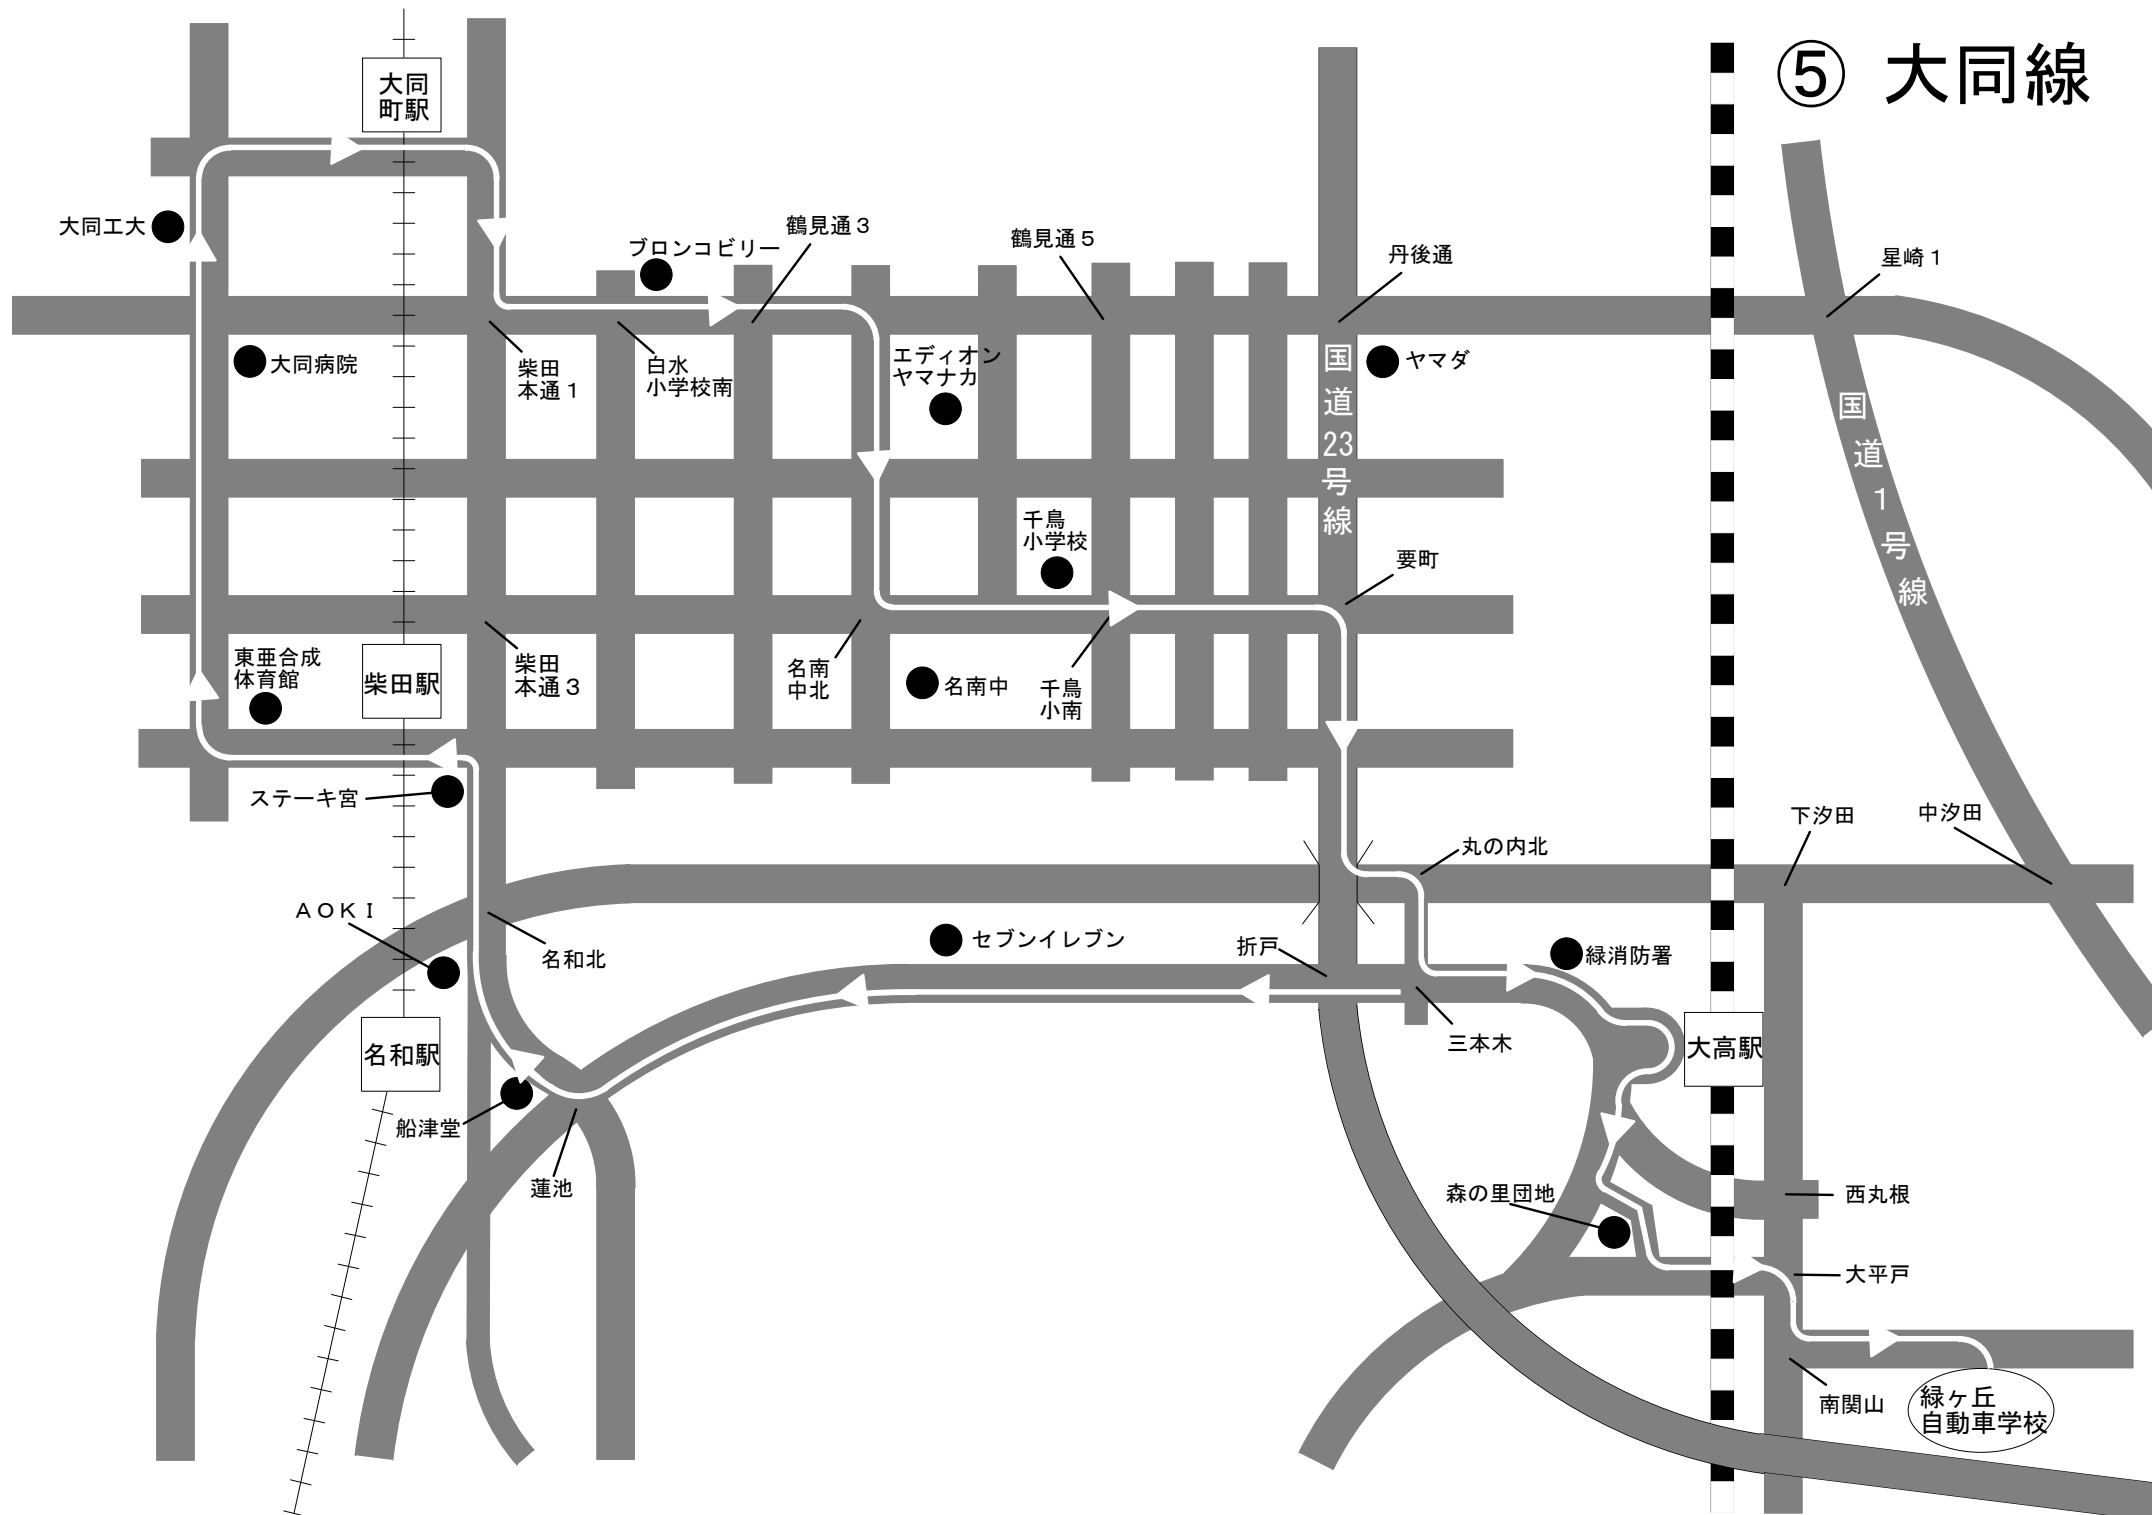 ⑤ 大同線
大同
町駅
大同工大
ブロンコビリー
鶴見通３
鶴見通５
丹後通
星崎１
大同病院
柴田
本通１
白水
小学校南
エディオン
ヤマナカ
国
道
23
号
線
ヤマダ
国
道
1
号
線
千鳥
小学校
要町
東亜合成
体育館
柴田駅
柴田
本通３
名南
中北
名南中
千鳥
小南
ステーキ宮
丸の内北
下汐田
中汐田
ＡＯＫＩ
名和北
セブンイレブン
折戸
緑消防署
名和駅
三本木
大高駅
船津堂
蓮池
森の里団地
西丸根
大平戸
南関山
緑ヶ丘
自動車学校